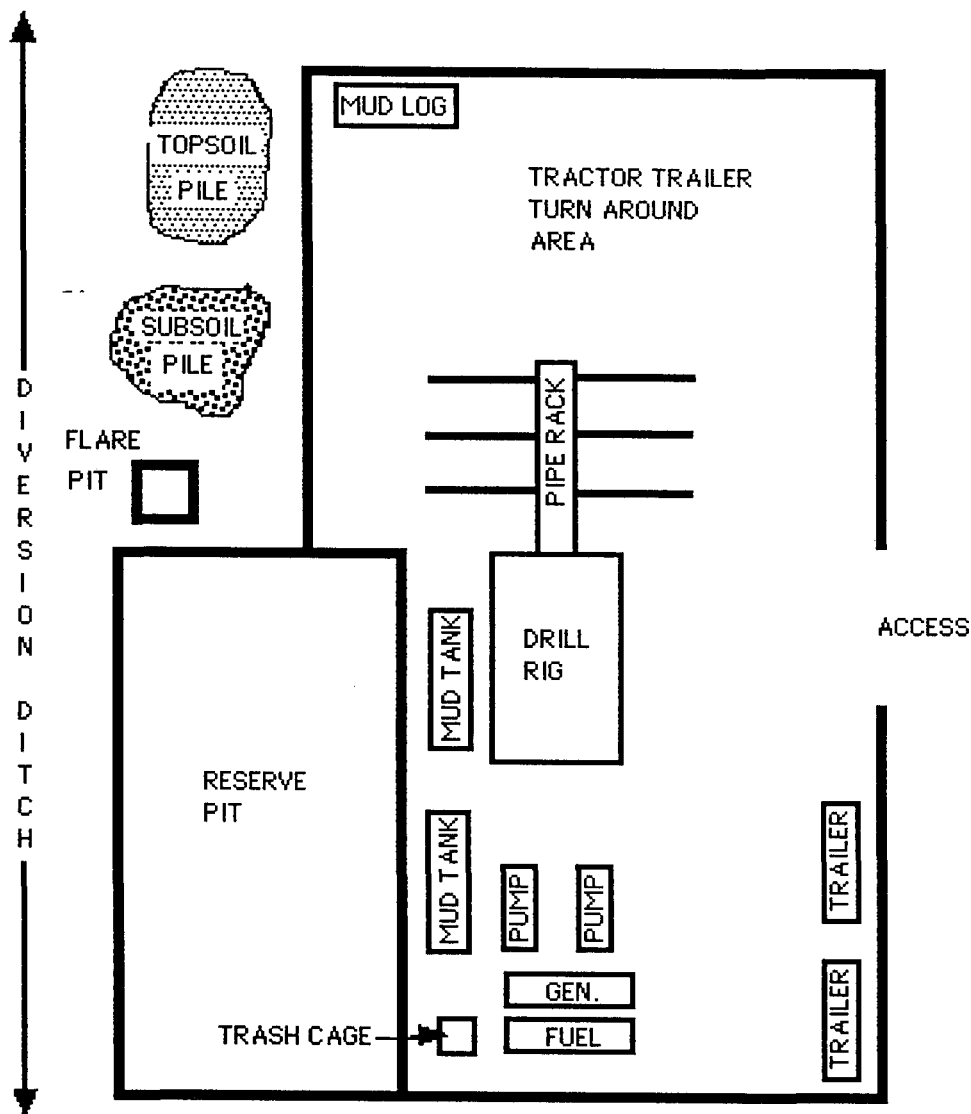 MUD LOG
TOPSOIL
PILE
TRACTOR TRAILER
TURN AROUND
AREA
SUBSOIL
PILE
DIVERSION DITCH
FLARE
PIT
PIPE RACK
ACCESS
MUD TANK
DRILL
RIG
RESERVE
PIT
MUD TANK
PUMP
PUMP
TRAILER
GEN.
TRASH CAGE
FUEL
TRAILER